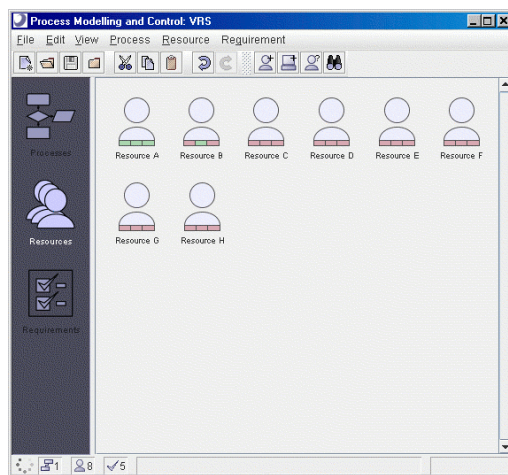 Process Modelling and Control: VRS
File Edit View Process Resource Requirement
Processes
Resources
Requirements
Resource A Resource B Resource C Resource D Resource E Resource F
Resource G Resource H
1 8 5